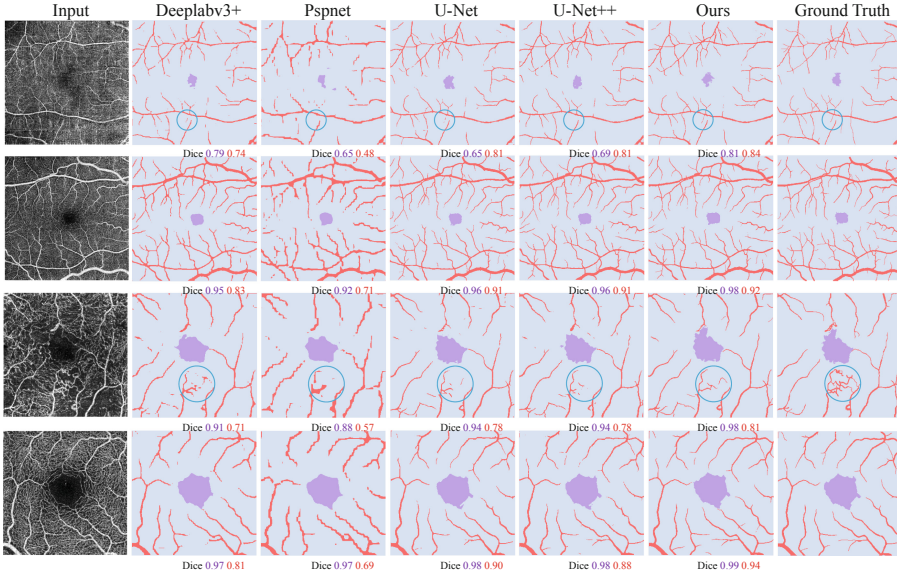 Input Deeplabv3+ Pspnet U-Net U-Net++ Ours Ground Truth
Dice 0.79 0.74 Dice 0.65 0.48 Dice 0.65 0.81 Dice 0.69 0.81 Dice 0.81 0.84
Dice 0.95 0.83 Dice 0.92 0.71 Dice 0.96 0.91 Dice 0.96 0.91 Dice 0.98 0.92
Dice 0.91 0.71 Dice 0.88 0.57 Dice 0.94 0.78 Dice 0.94 0.78 Dice 0.98 0.81
Dice 0.97 0.81 Dice 0.97 0.69 Dice 0.98 0.90 Dice 0.98 0.88 Dice 0.99 0.94